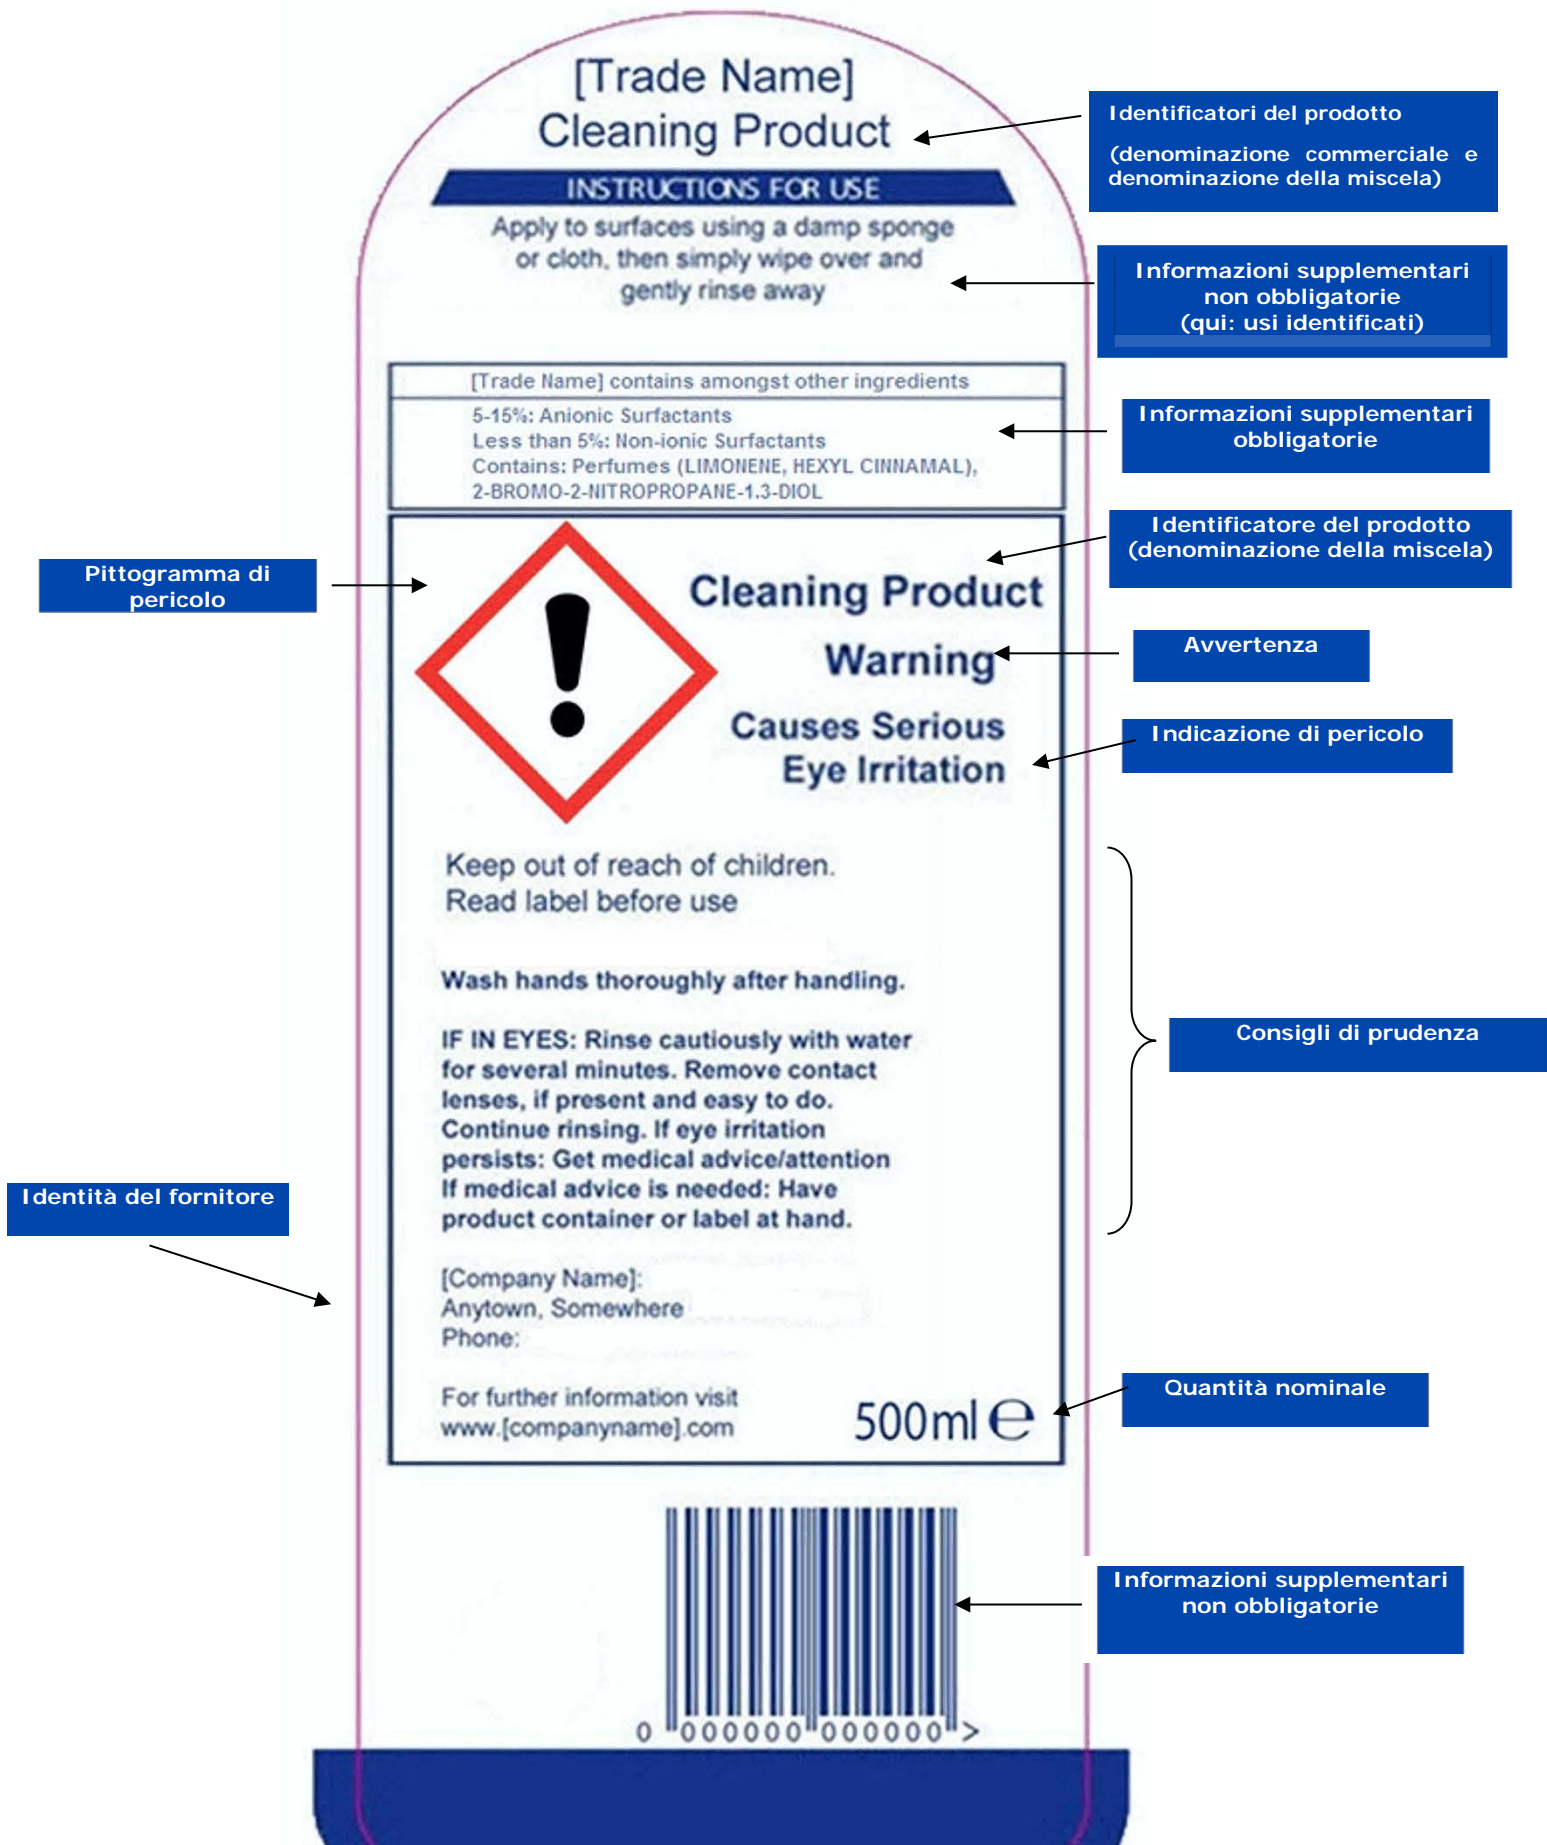 [Trade Name]
Cleaning Product
Identificatori del prodotto
(denominazione commerciale e
denominazione della miscela)
INSTRUCTIONS FOR USE
Apply to surfaces using a damp sponge
or cloth, then simply wipe over and
gently rinse away
Informazioni supplementari
non obbligatorie
(qui: usi identificati)
[Trade Name] contains amongst other ingredients
5-15%: Anionic Surfactants
Less than 5%: Non-ionic Surfactants
Contains: Perfumes (LIMONENE, HEXYL CINNAMAL),
2-BROMO-2-NITROPROPANE-1.3-DIOL
Informazioni supplementari
obbligatorie
Identificatore del prodotto
(denominazione della miscela)
Pittogramma di
pericolo
Cleaning Product
Warning
Avvertenza
Causes Serious
Eye Irritation
Indicazione di pericolo
Keep out of reach of children.
Read label before use
Wash hands thoroughly after handling.
IF IN EYES: Rinse cautiously with water
for several minutes. Remove contact
lenses, if present and easy to do.
Continue rinsing. If eye irritation
persists: Get medical advice/attention
If medical advice is needed: Have
product container or label at hand.
Consigli di prudenza
Identità del fornitore
[Company Name]:
Anytown, Somewhere
Phone:
For further information visit
www.[companyname].com
500ml ℮
Quantità nominale
Informazioni supplementari
non obbligatorie
0 000000 000000 >